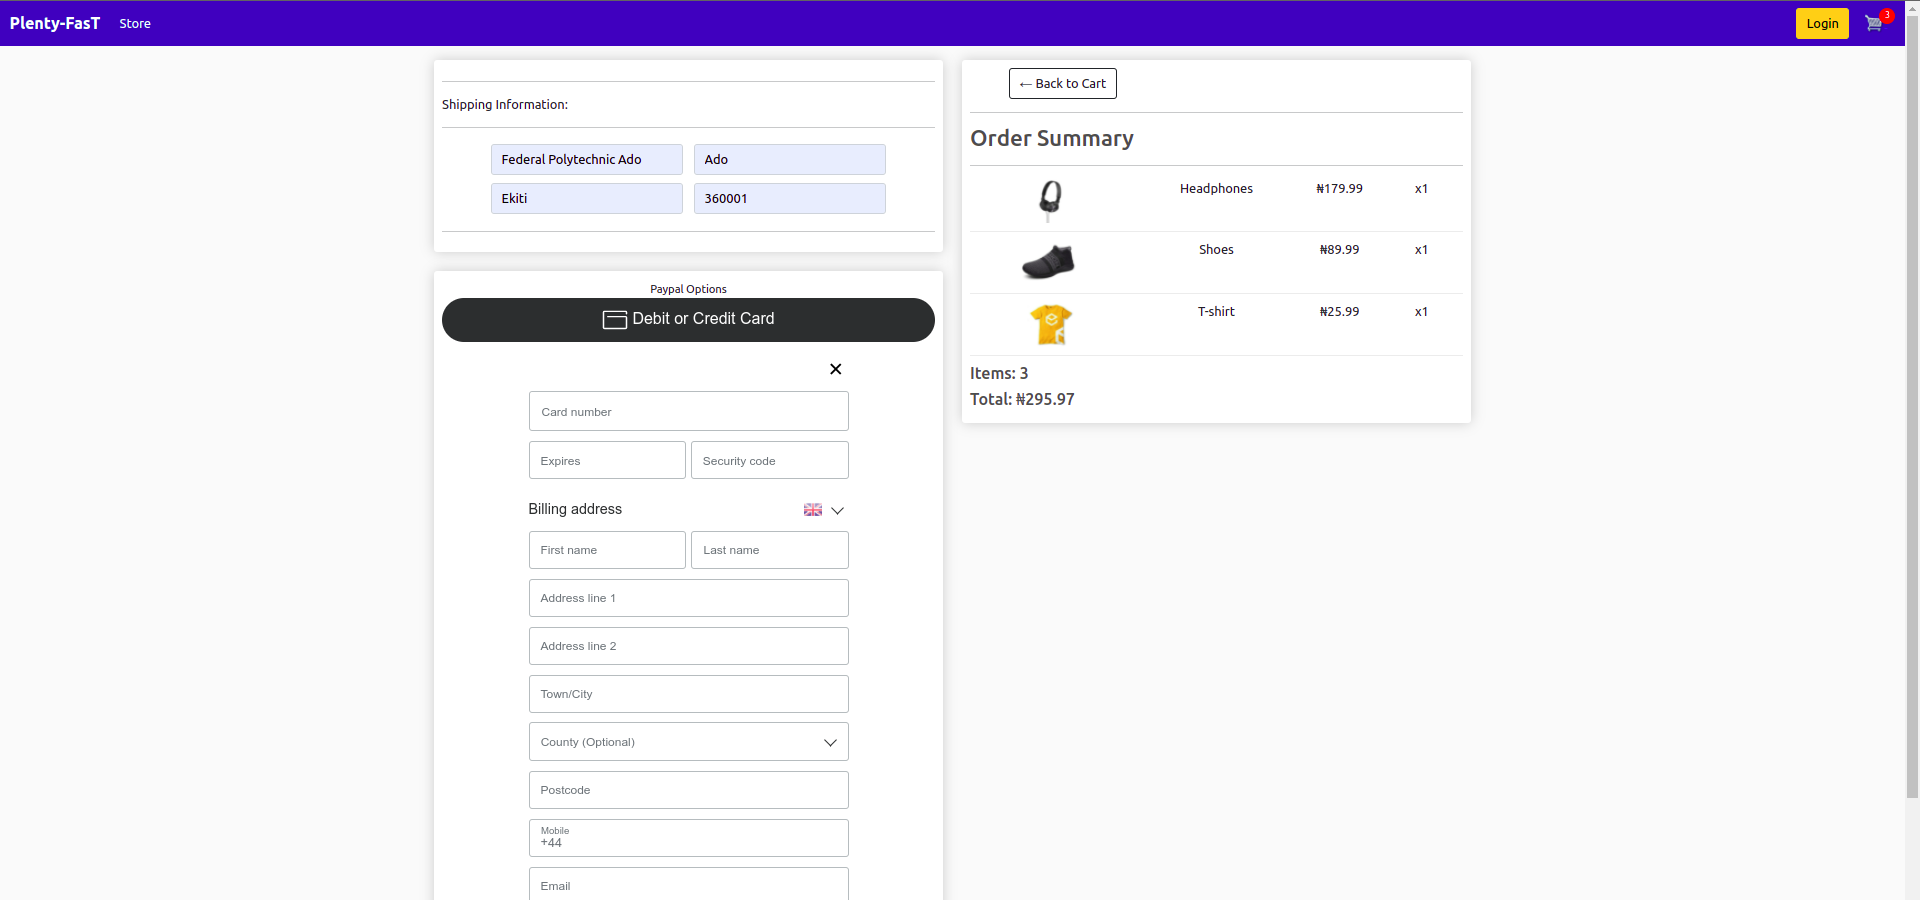 Plenty-FasT Store Login 3
Shipping Information:
Federal Polytechnic Ado Ado
Ekiti 360001
Paypal Options
Debit or Credit Card
Card number
Expires Security code
Billing address
First name Last name
Address line 1
Address line 2
Town/City
County (Optional)
Postcode
Mobile
+44
Email
← Back to Cart
Order Summary
Headphones ₦179.99 x1
Shoes ₦89.99 x1
T-shirt ₦25.99 x1
Items: 3
Total: ₦295.97